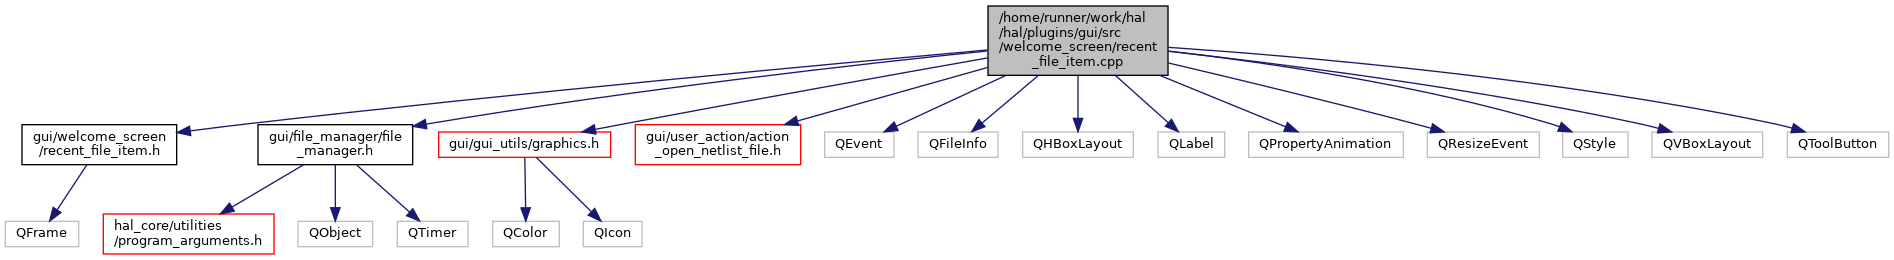 /home/runner/work/hal
/hal/plugins/gui/src
/welcome_screen/recent
_file_item.cpp
gui/welcome_screen
/recent_file_item.h
gui/file_manager/file
_manager.h
gui/gui_utils/graphics.h
gui/user_action/action
_open_netlist_file.h
QEvent
QFileInfo
QHBoxLayout
QLabel
QPropertyAnimation
QResizeEvent
QStyle
QVBoxLayout
QToolButton
QFrame
hal_core/utilities
/program_arguments.h
QObject
QTimer
QColor
QIcon